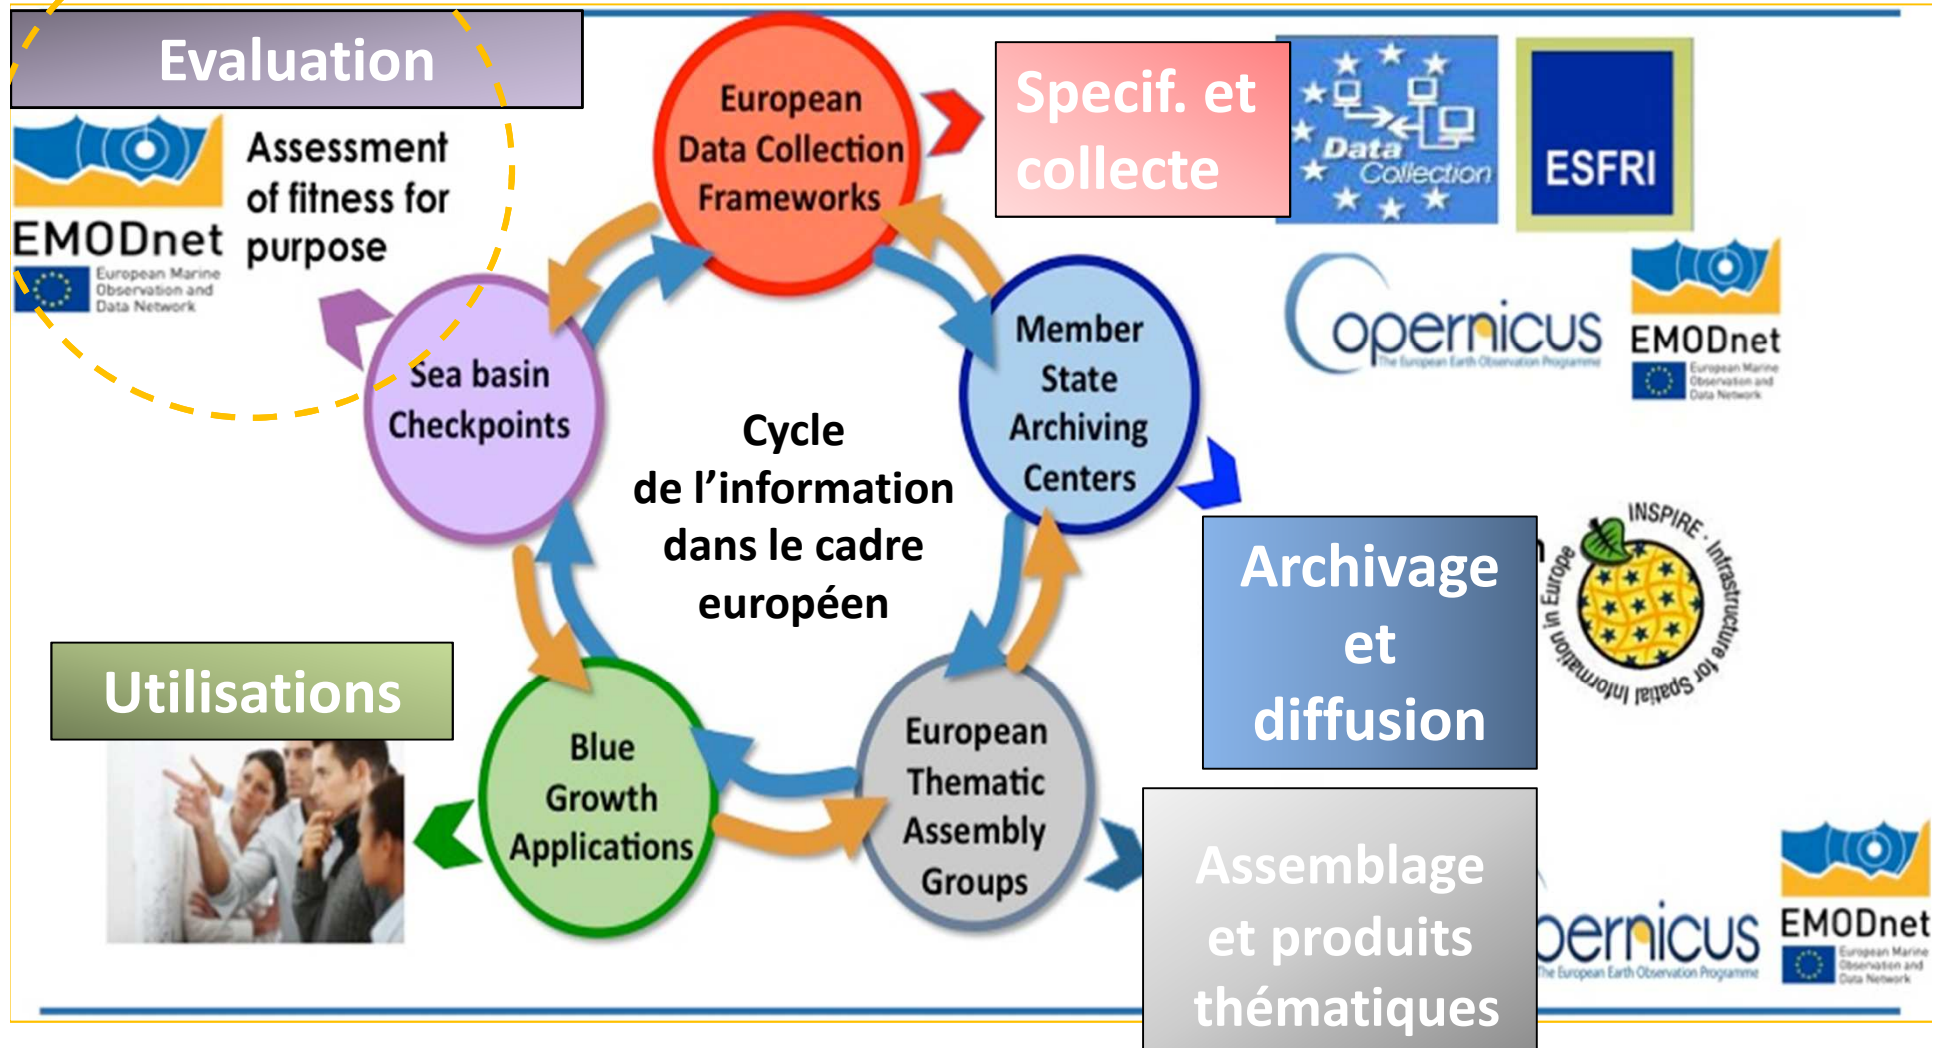 Evaluation
EMODnet
European Marine
Observation and
Data Network
Assessment
of fitness for
purpose
European
Data Collection
Frameworks
Specif. et
collecte
Data
Collection
ESFRI
opernicus
The European Earth Observation Programme
EMODnet
European Marine
Observation and
Data Network
Sea basin
Checkpoints
Member
State
Archiving
Centers
Cycle
de l’information
dans le cadre
européen
Archivage
et
diffusion
n
INSPIRE · Infrastructure for Spatial Information in Europe
Utilisations
Blue
Growth
Applications
European
Thematic
Assembly
Groups
Assemblage
et produits
thématiques
pernicus
The European Earth Observation Programme
EMODnet
European Marine
Observation and
Data Network